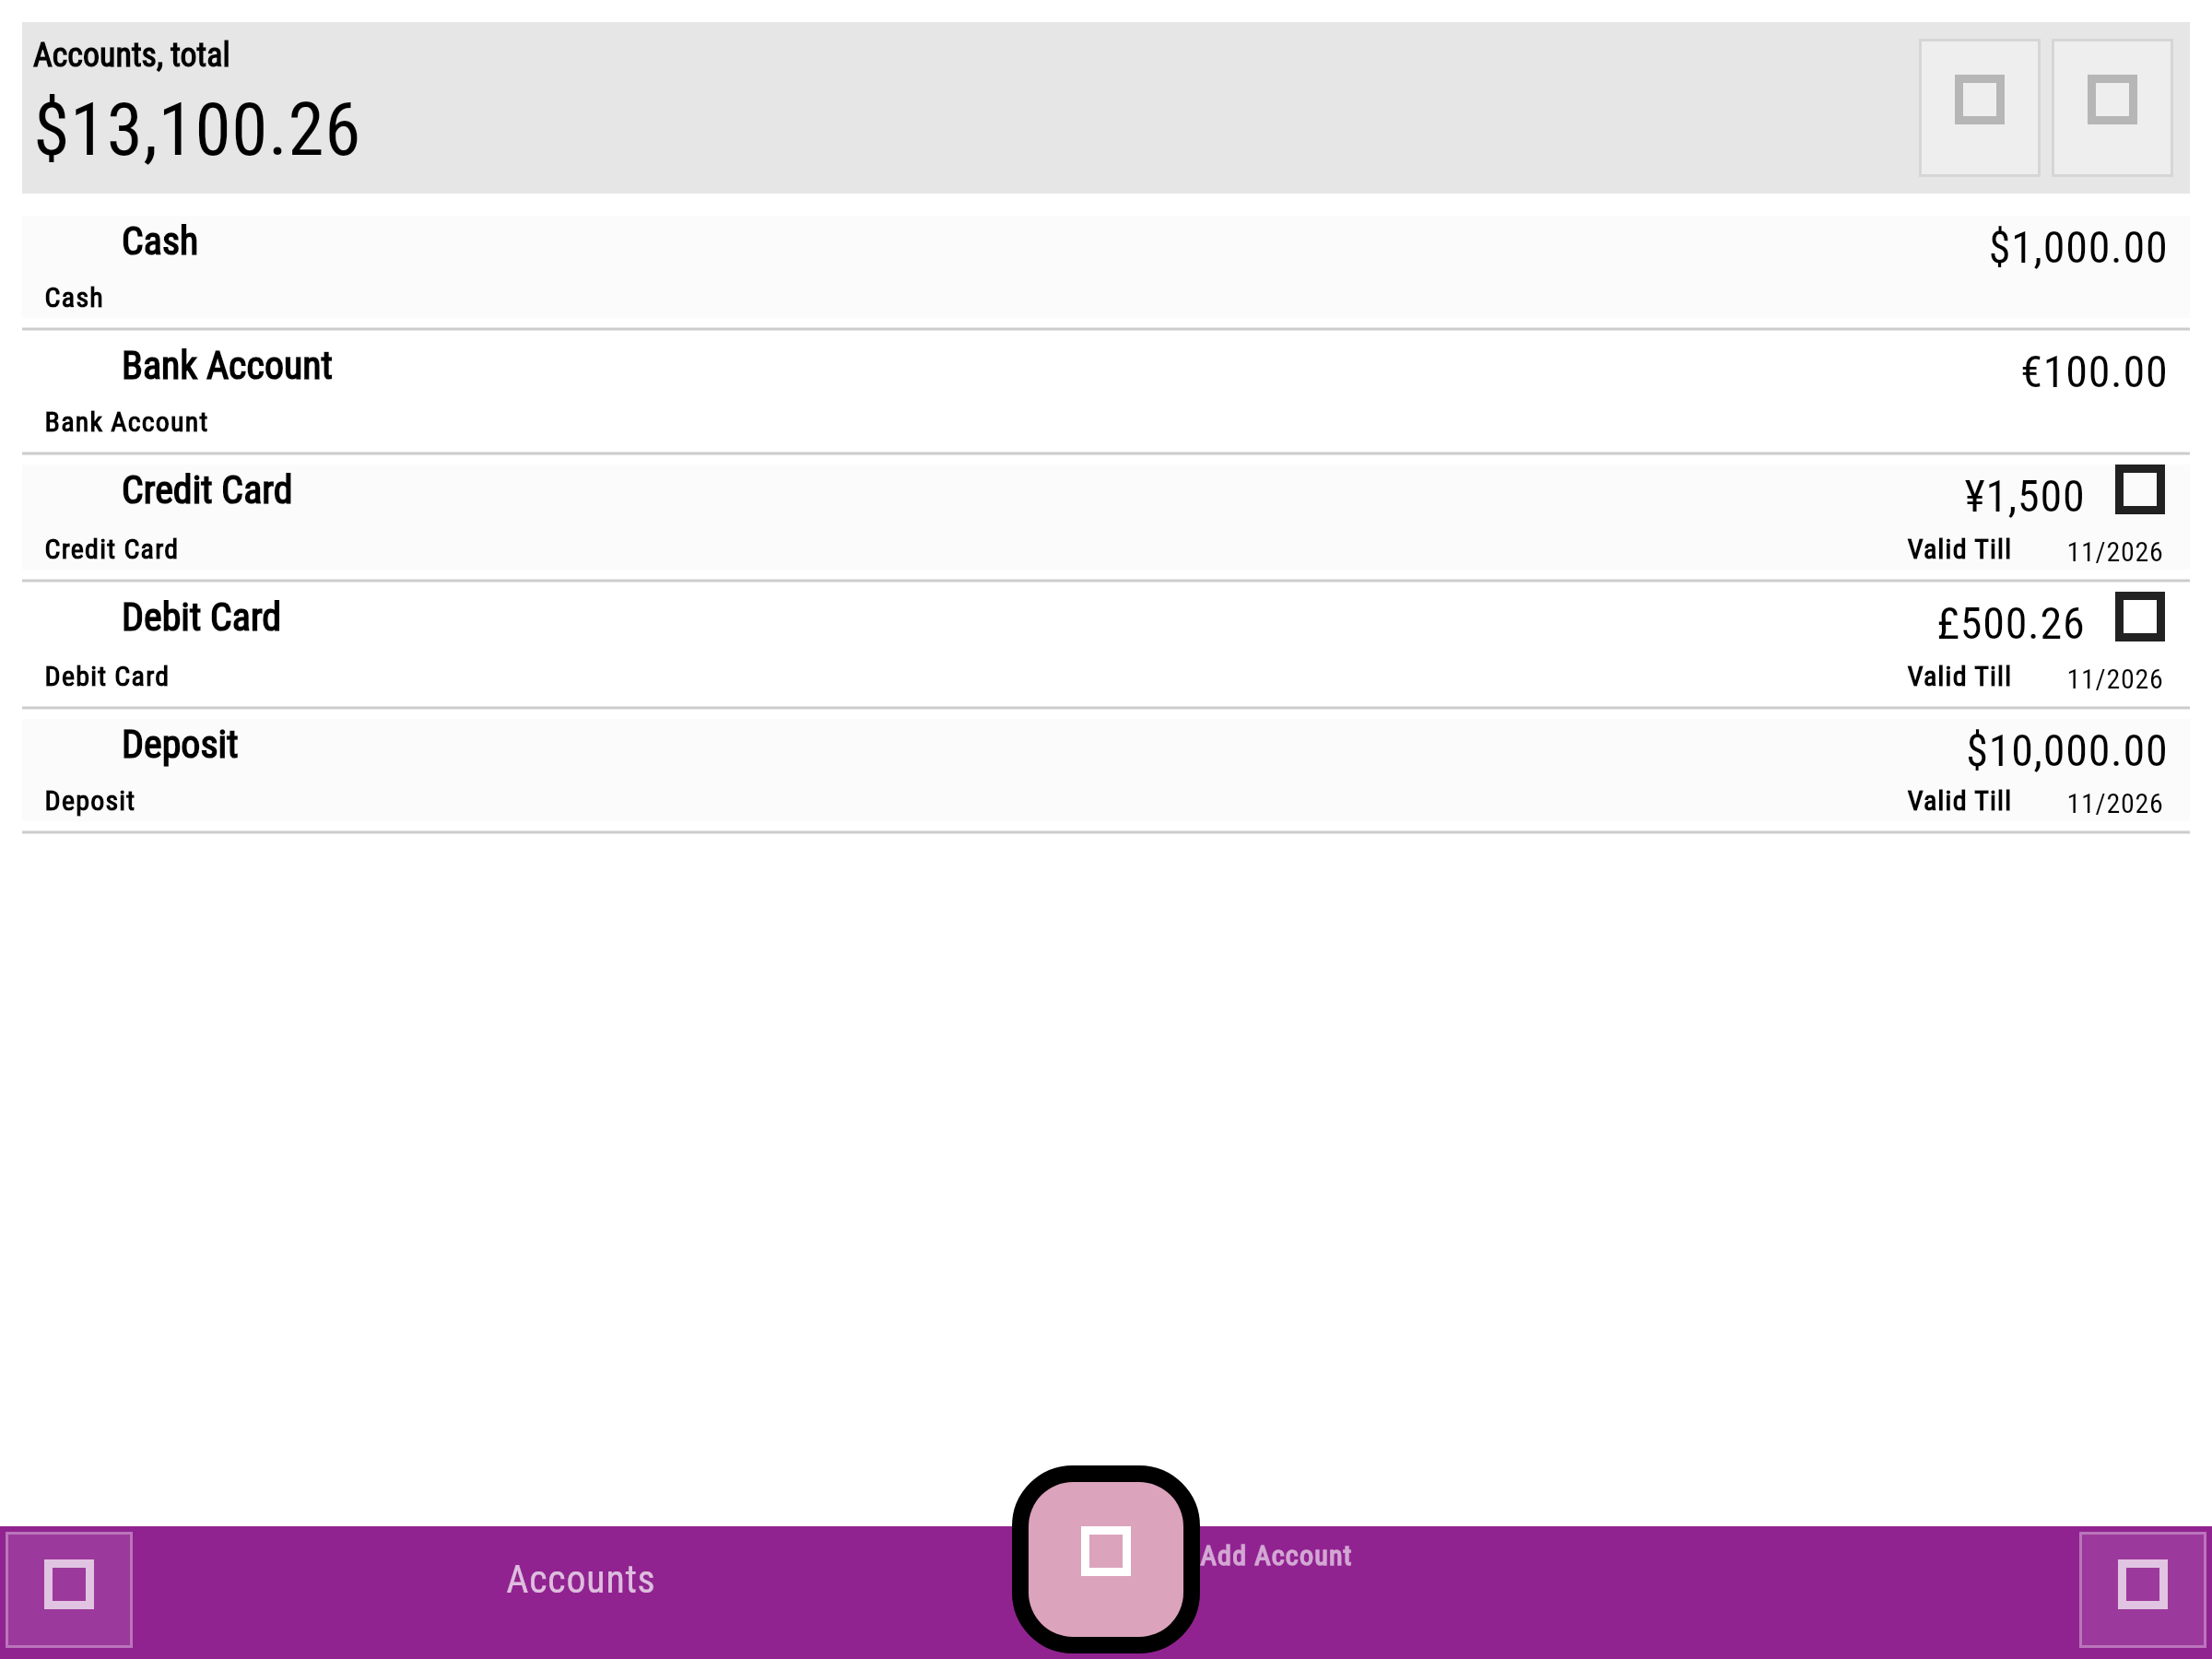 Accounts, total
$13,100.26
Cash
$1,000.00
Cash
Bank Account
€100.00
Bank Account
Credit Card
¥1,500
Credit Card
Valid Till 11/2026
Debit Card
£500.26
Debit Card
Valid Till 11/2026
Deposit
$10,000.00
Deposit
Valid Till 11/2026
Accounts
Add Account